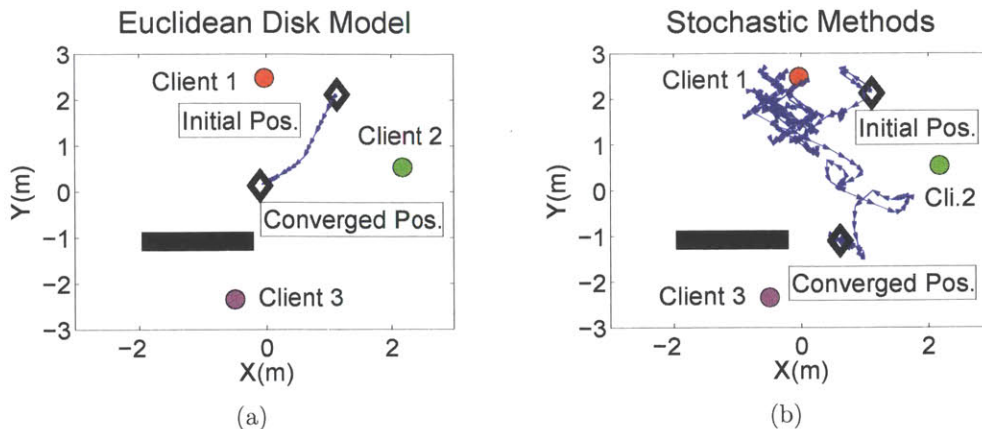 Euclidean Disk Model
3
2
1
0
−1
−2
−3
Y(m)
Client 1
Initial Pos.
Client 2
Converged Pos.
Client 3
−2
0
2
X(m)
(a)
Stochastic Methods
3
2
1
0
−1
−2
−3
Y(m)
Client 1
Initial Pos.
Cli.2
Converged Pos.
Client 3
−2
0
2
X(m)
(b)